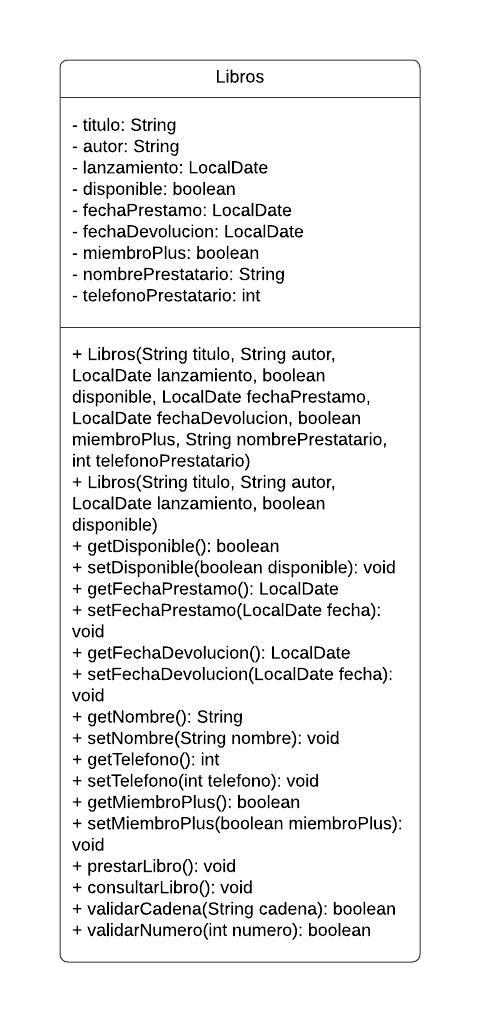 Libros
- titulo: String
- autor: String
- lanzamiento: LocalDate
- disponible: boolean
- fechaPrestamo: LocalDate
- fechaDevolucion: LocalDate
- miembroPlus: boolean
- nombrePrestatario: String
- telefonoPrestatario: int
+ Libros(String titulo, String autor,
LocalDate lanzamiento, boolean
disponible, LocalDate fechaPrestamo,
LocalDate fechaDevolucion, boolean
miembroPlus, String nombrePrestatario,
int telefonoPrestatario)
+ Libros(String titulo, String autor,
LocalDate lanzamiento, boolean
disponible)
+ getDisponible(): boolean
+ setDisponible(boolean disponible): void
+ getFechaPrestamo(): LocalDate
+ setFechaPrestamo(LocalDate fecha):
void
+ getFechaDevolucion(): LocalDate
+ setFechaDevolucion(LocalDate fecha):
void
+ getNombre(): String
+ setNombre(String nombre): void
+ getTelefono(): int
+ setTelefono(int telefono): void
+ getMiembroPlus(): boolean
+ setMiembroPlus(boolean miembroPlus):
void
+ prestarLibro(): void
+ consultarLibro(): void
+ validarCadena(String cadena): boolean
+ validarNumero(int numero): boolean